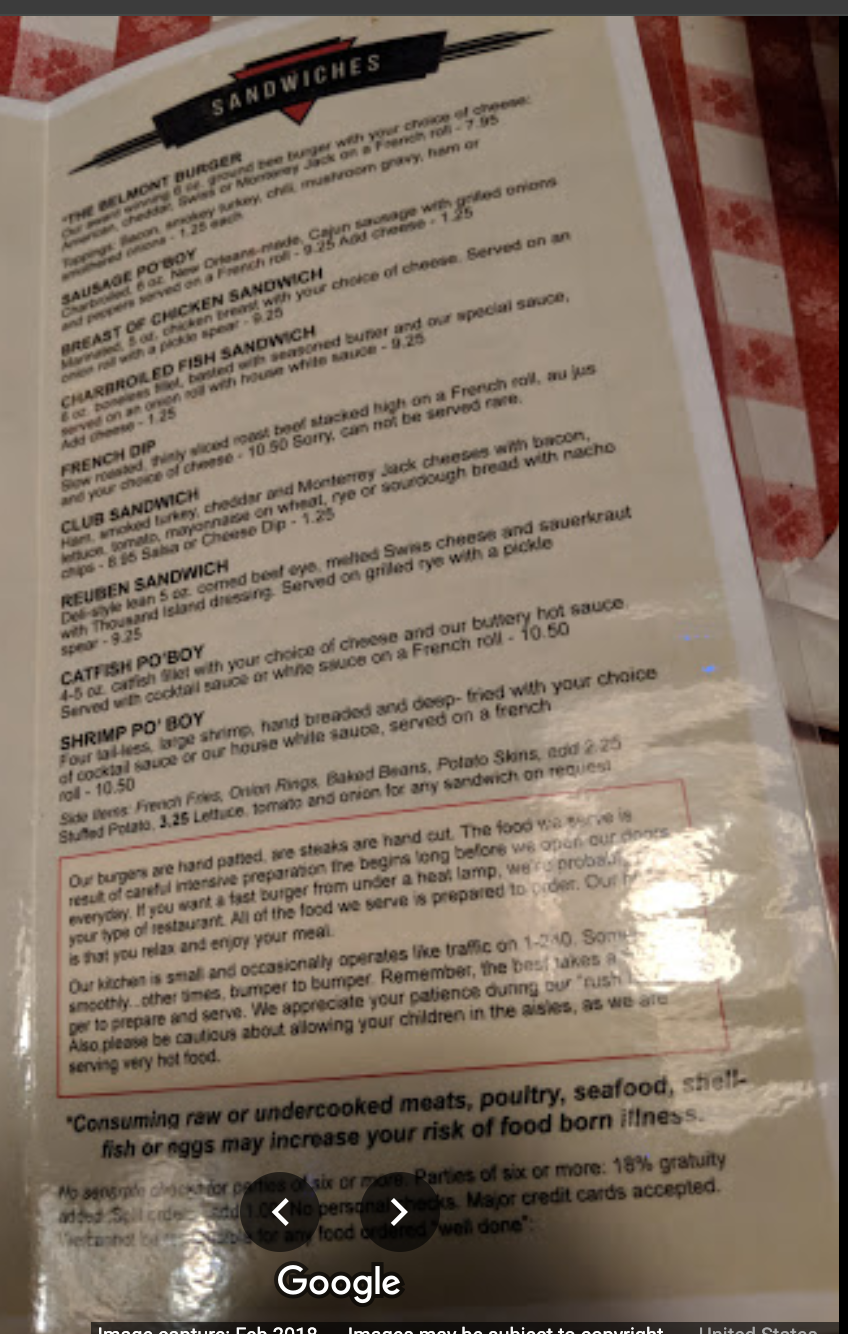 SANDWICHES
*THE BELMONT BURGER
Our award winning 6 oz. ground bee burger with your choice of cheese:
American, cheddar, Swiss or Monterey Jack on a French roll - 7.95
Toppings: Bacon, smokey turkey, chili, mushroom gravy, ham or
smothered onions - 1.25 each
SAUSAGE PO'BOY
Charbroiled, 6 oz. New Orleans-made, Cajun sausage with grilled onions
and peppers served on a French roll - 9.25 Add cheese - 1.25
BREAST OF CHICKEN SANDWICH
Marinated, 5 oz. chicken breast with your choice of cheese. Served on an
onion roll with a pickle spear - 9.25
CHARBROILED FISH SANDWICH
6 oz. boneless fillet, basted with seasoned butter and our special sauce,
served on an onion roll with house white sauce - 9.25
Add cheese - 1.25
FRENCH DIP
Slow roasted, thinly sliced roast beef stacked high on a French roll, au jus
and your choice of cheese - 10.50 Sorry, can not be served rare.
CLUB SANDWICH
Ham, smoked turkey, cheddar and Monterrey Jack cheeses with bacon,
lettuce, tomato, mayonnaise on wheat, rye or sourdough bread with nacho
chips - 8.95 Salsa or Cheese Dip - 1.25
REUBEN SANDWICH
Deli-style lean 5 oz. corned beef eye, melted Swiss cheese and sauerkraut
with Thousand Island dressing. Served on grilled rye with a pickle
spear - 9.25
CATFISH PO'BOY
4-5 oz. catfish fillet with your choice of cheese and our buttery hot sauce
Served with cocktail sauce or white sauce on a French roll - 10.50
SHRIMP PO' BOY
Four tail-less, large shrimp, hand breaded and deep- fried with your choice
of cocktail sauce or our house white sauce, served on a french
roll - 10.50
Side Items: French Fries, Onion Rings, Baked Beans, Potato Skins, add 2.25
Stuffed Potato, 3.25 Lettuce, tomato and onion for any sandwich on request
Our burgers are hand patted, are steaks are hand cut. The food we serve is
result of careful intensive preparation the begins long before we open our doors
everyday. If you want a fast burger from under a heat lamp, we're
your type of restaurant. All of the food we serve is prepared to order. Our
is that you relax and enjoy your meal.
Our kitchen is small and occasionally operates like traffic on 1-240.
smoothly...other times, bumper to bumper. Remember, the best takes a
ger to prepare and serve. We appreciate your patience during our "rush
Also please be cautious about allowing your children in the aisles, as we are
serving very hot food.
*Consuming raw or undercooked meats, poultry, seafood, shell-
fish or eggs may increase your risk of food born illness.
No for parties of six or more. Parties of six or more: 18% gratuity
added. add No personal checks. Major credit cards accepted.
for any food ordered "well done":
Google
Image capture: Feb 2018 Images may be subject to copyright. United States